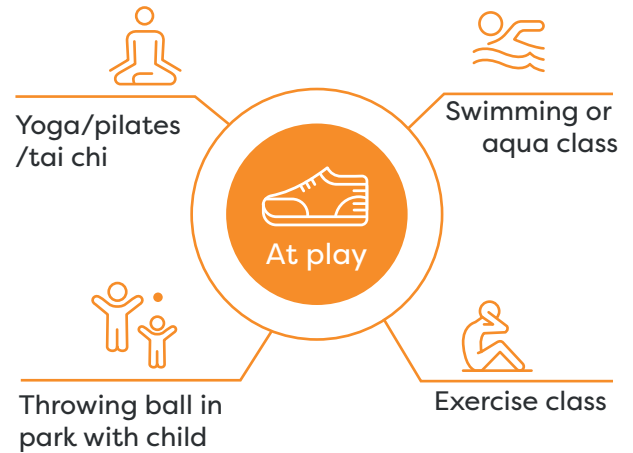 Yoga/pilates
/tai chi
Swimming or
aqua class
At play
Throwing ball in
park with child
Exercise class